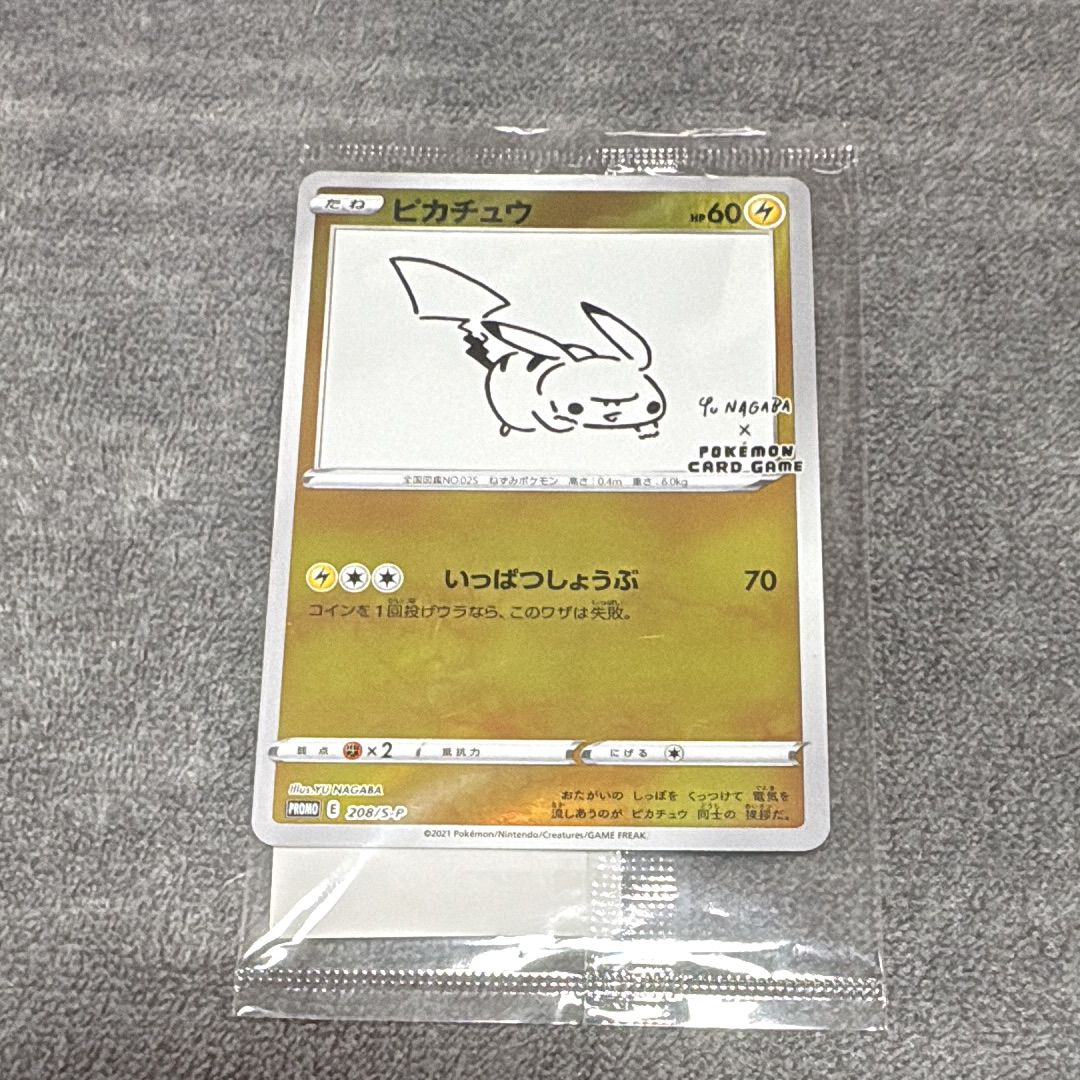 たね ピカチュウ HP60
Yu NAGABA
×
POKÉMON
CARD GAME
全国図鑑NO.025 ねずみポケモン 高さ:0.4m 重さ:6.0kg
いっぱつしょうぶ 70
コインを1回投げウラなら、このワザは失敗。
弱点 ×2 抵抗力 にげる
Illus.YU NAGABA
PROMO E 208/S-P
おたがいの しっぽを くっつけて 電気を
流しあうのが ピカチュウ 同士の 挨拶だ。
©2021 Pokémon/Nintendo/Creatures/GAME FREAK